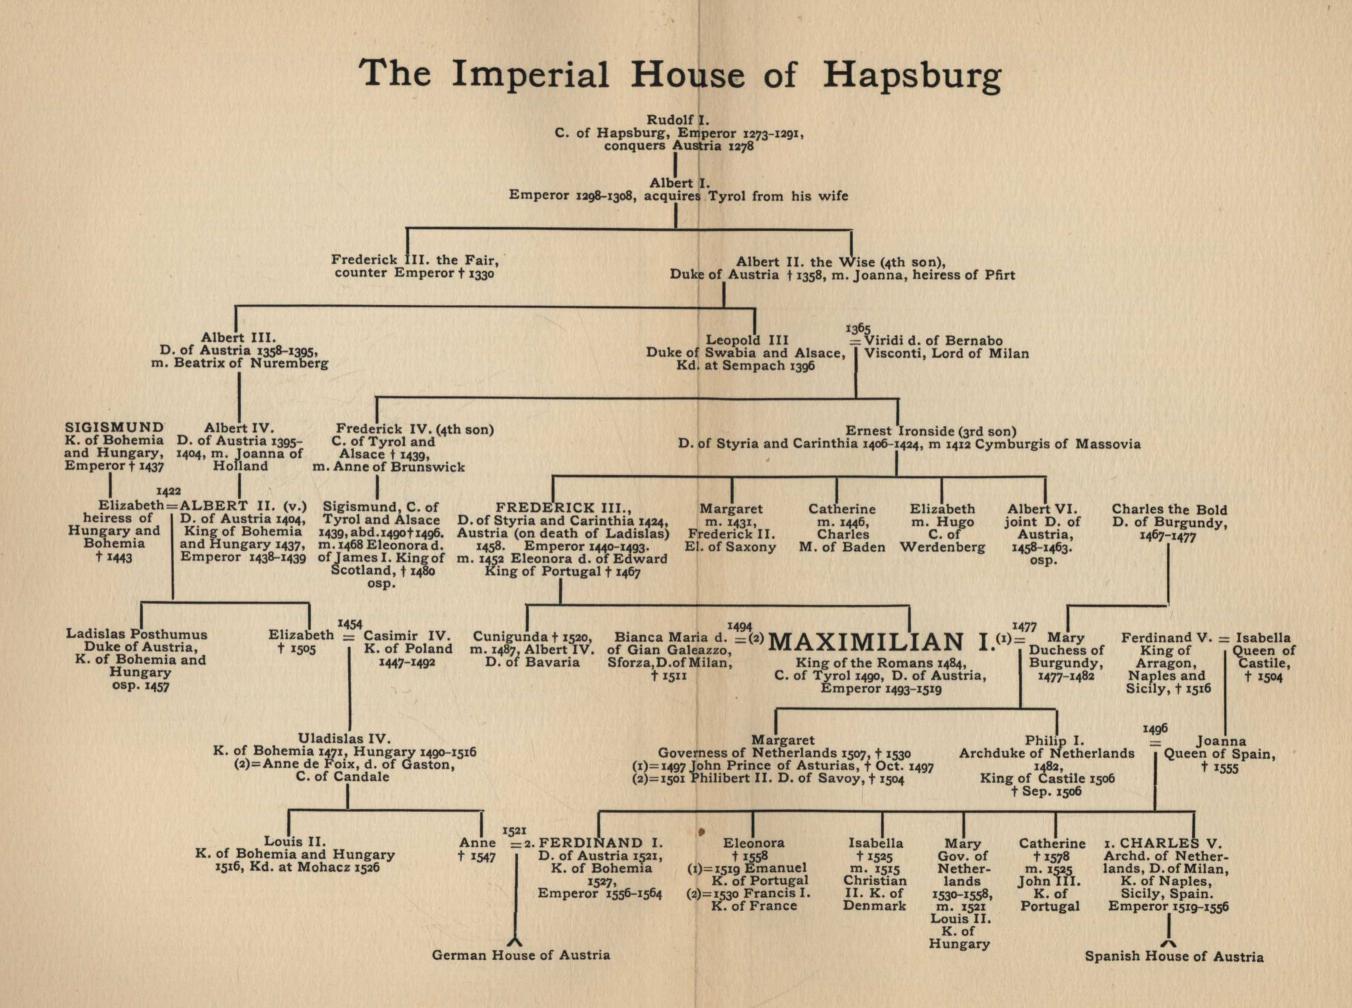 The Imperial House of Hapsburg
Rudolf I.
C. of Hapsburg, Emperor 1273-1291,
conquers Austria 1278
Albert I.
Emperor 1298-1308, acquires Tyrol from his wife
Frederick III. the Fair,
counter Emperor † 1330
Albert II. the Wise (4th son),
Duke of Austria † 1358, m. Joanna, heiress of Pfirt
Albert III.
D. of Austria 1358-1395,
m. Beatrix of Nuremberg
Leopold III
Duke of Swabia and Alsace,
Kd. at Sempach 1396
1365
= Viridi d. of Bernabo
Visconti, Lord of Milan
SIGISMUND
K. of Bohemia
and Hungary,
Emperor † 1437
Albert IV.
D. of Austria 1395-
1404, m. Joanna of
Holland
Frederick IV. (4th son)
C. of Tyrol and
Alsace † 1439,
m. Anne of Brunswick
Ernest Ironside (3rd son)
D. of Styria and Carinthia 1406-1424, m 1412 Cymburgis of Massovia
1422
Elizabeth=
heiress of
Hungary and
Bohemia
† 1443
ALBERT II. (v.)
D. of Austria 1404,
King of Bohemia
and Hungary 1437,
Emperor 1438-1439
Sigismund, C. of
Tyrol and Alsace
1439, abd. 1490 † 1496.
m. 1468 Eleonora d.
of James I. King of
Scotland, † 1480
osp.
FREDERICK III.,
D. of Styria and Carinthia 1424,
Austria (on death of Ladislas)
1458. Emperor 1440-1493.
m. 1452 Eleonora d. of Edward
King of Portugal † 1467
Margaret
m. 1431,
Frederick II.
El. of Saxony
Catherine
m. 1446,
Charles
M. of Baden
Elizabeth
m. Hugo
C. of
Werdenberg
Albert VI.
joint D. of
Austria,
1458-1463.
osp.
Charles the Bold
D. of Burgundy,
1467-1477
Ladislas Posthumus
Duke of Austria,
K. of Bohemia and
Hungary
osp. 1457
Elizabeth
† 1505
1454
=
Casimir IV.
K. of Poland
1447-1492
Cunigunda † 1520,
m. 1487, Albert IV.
D. of Bavaria
Bianca Maria d.
of Gian Galeazzo,
Sforza, D. of Milan,
† 1511
1494
=(2)
MAXIMILIAN I.
King of the Romans 1484,
C. of Tyrol 1490, D. of Austria,
Emperor 1493-1519
1477
(1)=
Mary
Duchess of
Burgundy,
1477-1482
Ferdinand V. =
King of
Arragon,
Naples and
Sicily, † 1516
Isabella
Queen of
Castile,
† 1504
Uladislas IV.
K. of Bohemia 1471, Hungary 1490-1516
(2)=Anne de Foix, d. of Gaston,
C. of Candale
Margaret
Governess of Netherlands 1507, † 1530
(1)=1497 John Prince of Asturias, † Oct. 1497
(2)=1501 Philibert II. D. of Savoy, † 1504
Philip I.
Archduke of Netherlands
1482,
King of Castile 1506
† Sep. 1506
1496
=
Joanna
Queen of Spain,
† 1555
Louis II.
K. of Bohemia and Hungary
1516, Kd. at Mohacz 1526
Anne
† 1547
1521
=2. FERDINAND I.
D. of Austria 1521,
K. of Bohemia
1527,
Emperor 1556-1564
Eleonora
† 1558
(1)=1519 Emanuel
K. of Portugal
(2)=1530 Francis I.
K. of France
Isabella
† 1525
m. 1515
Christian
II. K. of
Denmark
Mary
Gov. of
Nether-
lands
1530-1558,
m. 1521
Louis II.
K. of
Hungary
Catherine
† 1578
m. 1525
John III.
K. of
Portugal
1. CHARLES V.
Archd. of Nether-
lands, D. of Milan,
K. of Naples,
Sicily, Spain.
Emperor 1519-1556
German House of Austria
Spanish House of Austria